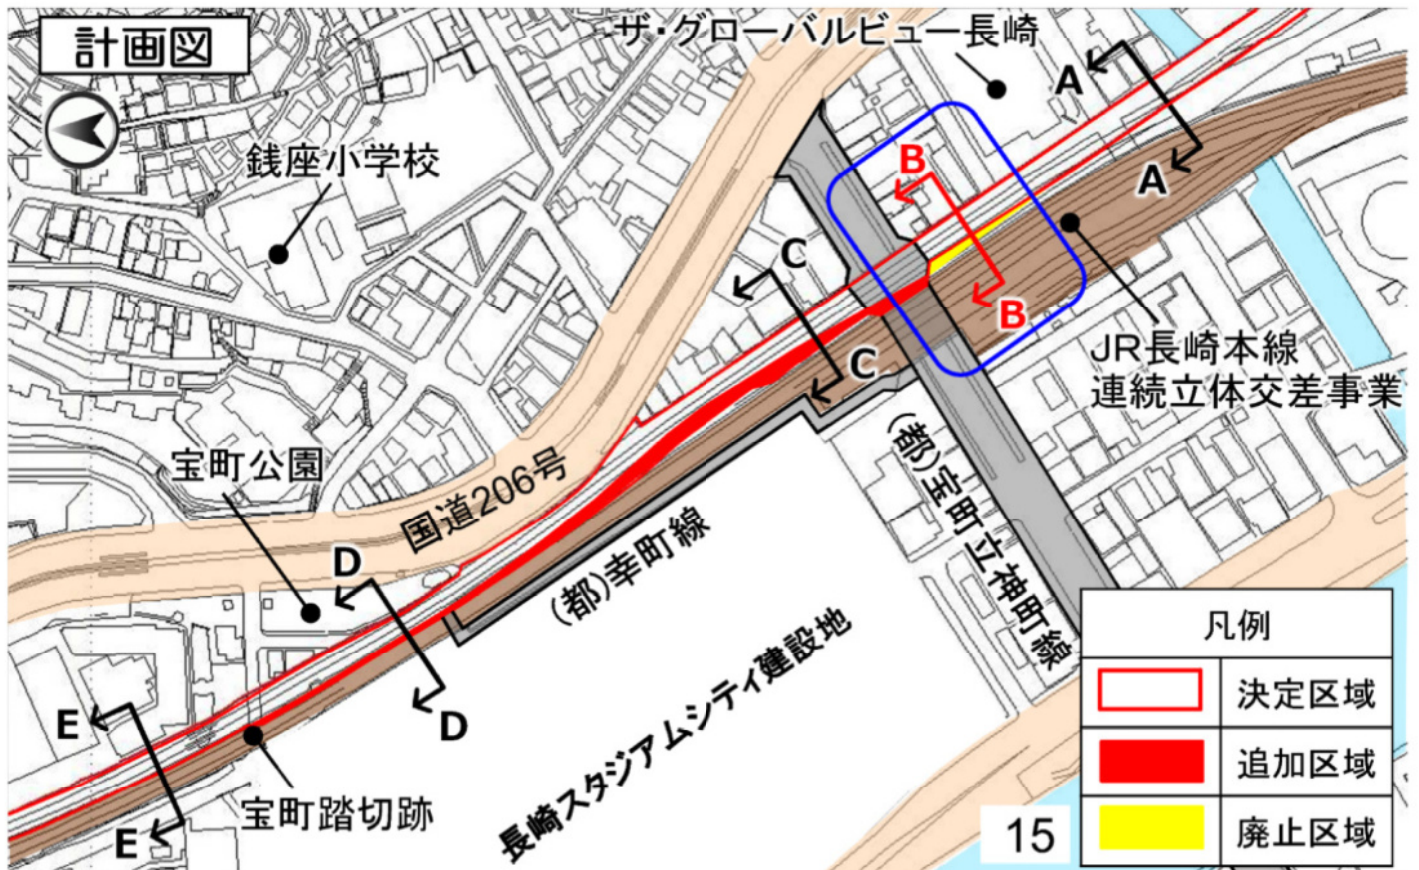 計画図
ザ・グローバルビュー長崎
A
A
銭座小学校
B
B
C
C
JR長崎本線
連続立体交差事業
宝町公園
国道206号
(都)幸町線
(都)宝町立神町線
D
D
長崎スタジアムシティ建設地
E
E
宝町踏切跡
凡例
決定区域
追加区域
廃止区域
15